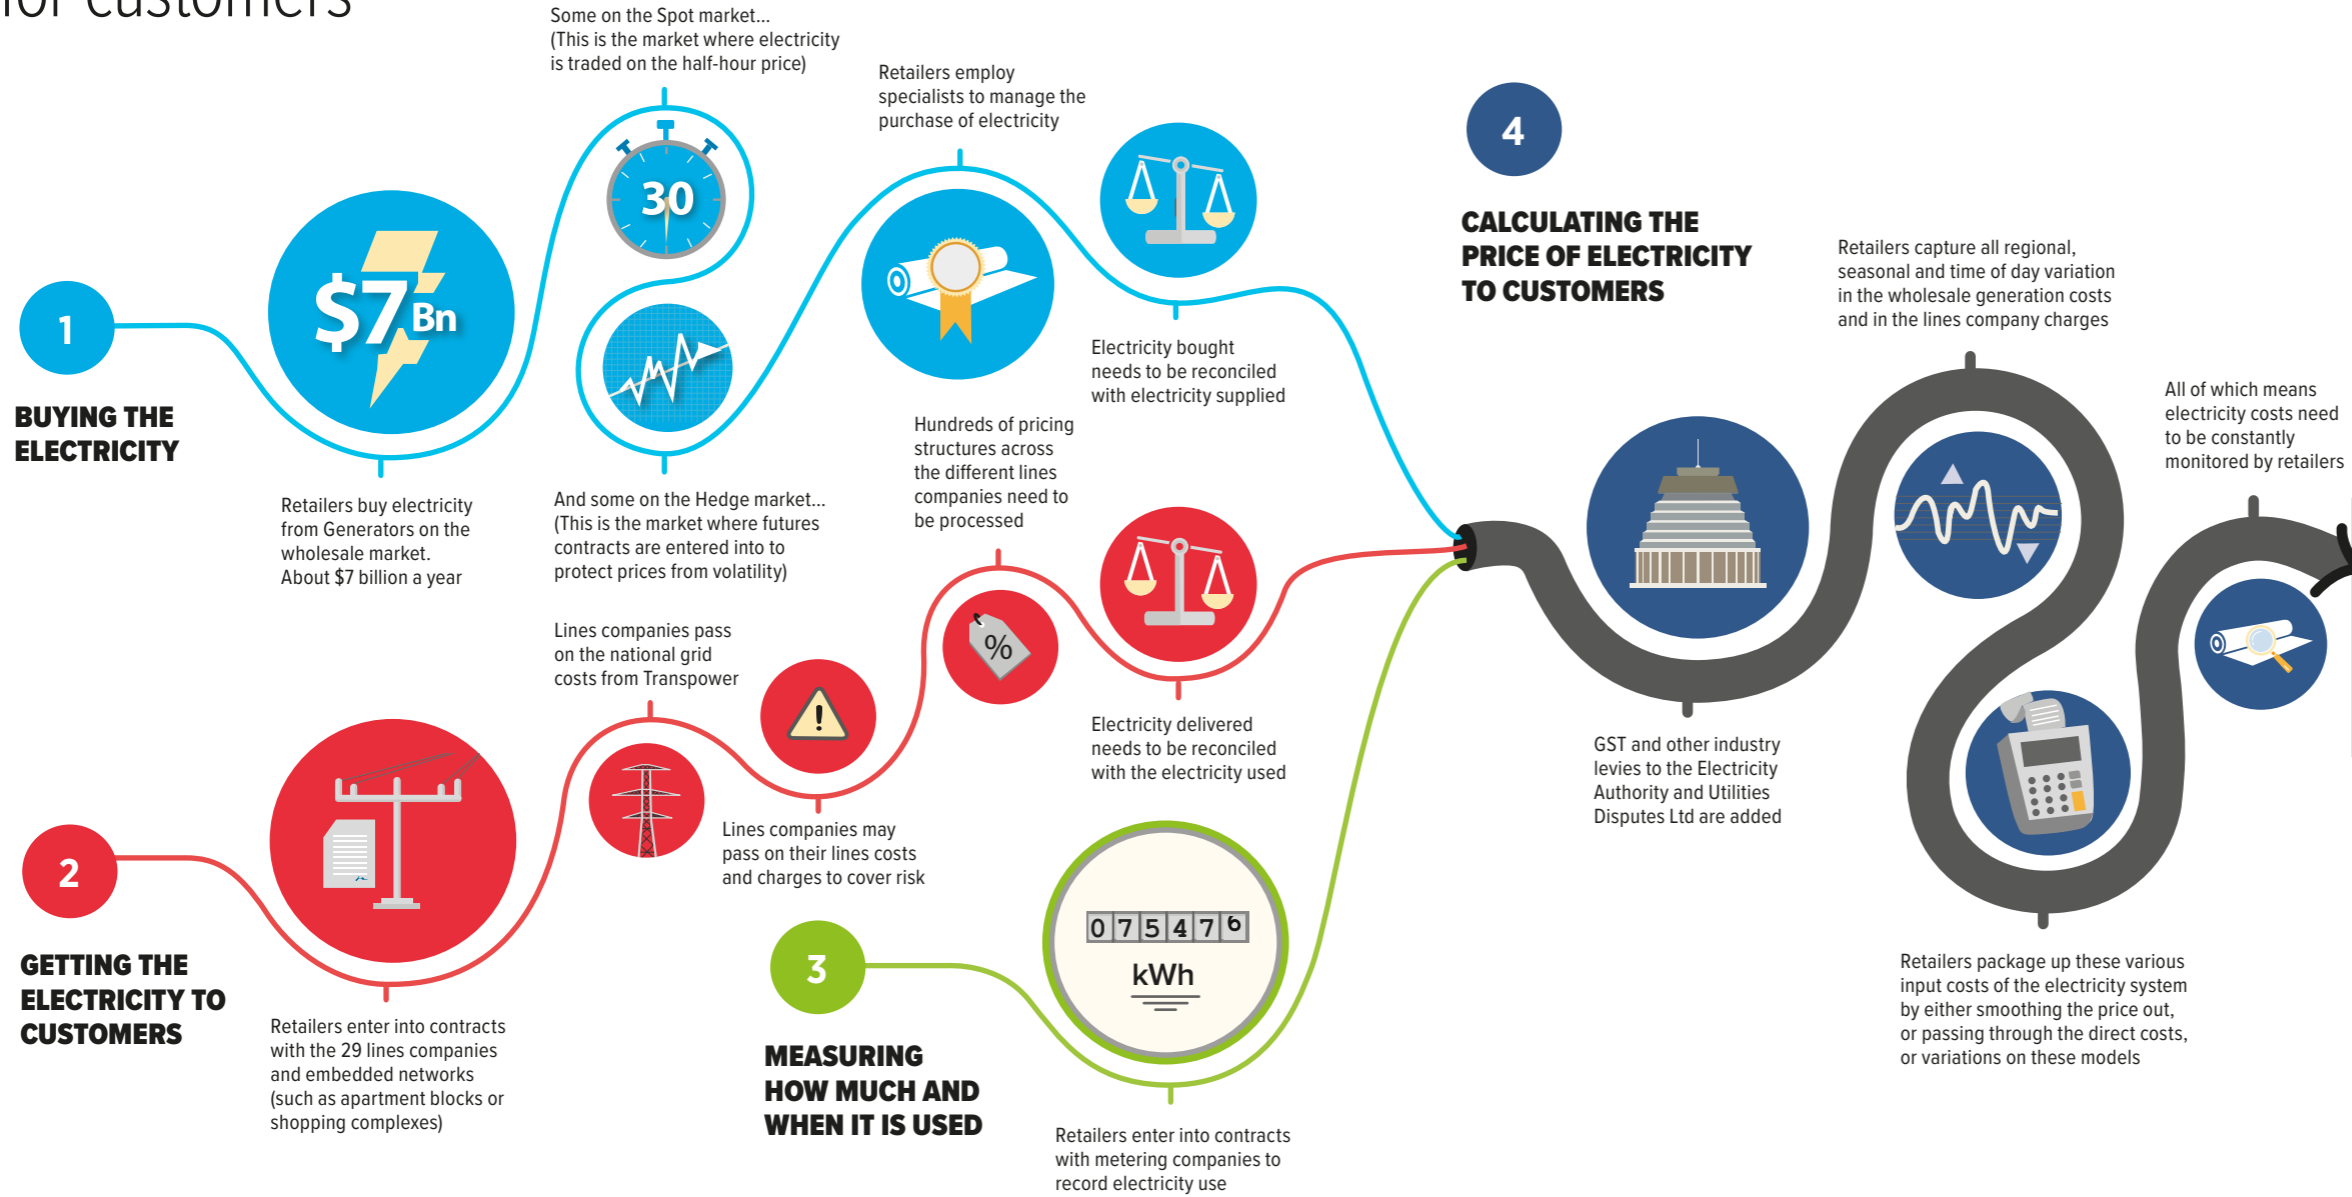 for customers
1
BUYING THE
ELECTRICITY
$7Bn
Retailers buy electricity
from Generators on the
wholesale market.
About $7 billion a year
Some on the Spot market...
(This is the market where electricity
is traded on the half-hour price)
30
And some on the Hedge market...
(This is the market where futures
contracts are entered into to
protect prices from volatility)
Retailers employ
specialists to manage the
purchase of electricity
Electricity bought
needs to be reconciled
with electricity supplied
2
GETTING THE
ELECTRICITY TO
CUSTOMERS
Retailers enter into contracts
with the 29 lines companies
and embedded networks
(such as apartment blocks or
shopping complexes)
Lines companies pass
on the national grid
costs from Transpower
!
Lines companies may
pass on their lines costs
and charges to cover risk
Hundreds of pricing
structures across
the different lines
companies need to
be processed
%
Electricity delivered
needs to be reconciled
with the electricity used
3
MEASURING
HOW MUCH AND
WHEN IT IS USED
075476
kWh
Retailers enter into contracts
with metering companies to
record electricity use
4
CALCULATING THE
PRICE OF ELECTRICITY
TO CUSTOMERS
GST and other industry
levies to the Electricity
Authority and Utilities
Disputes Ltd are added
Retailers capture all regional,
seasonal and time of day variation
in the wholesale generation costs
and in the lines company charges
Retailers package up these various
input costs of the electricity system
by either smoothing the price out,
or passing through the direct costs,
or variations on these models
All of which means
electricity costs need
to be constantly
monitored by retailers